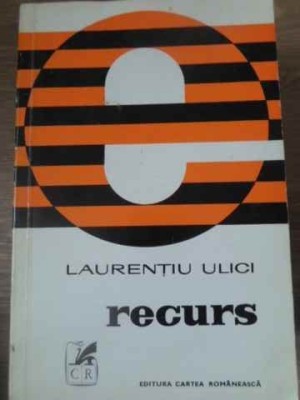 e
LAURENȚIU ULICI
recurs
CR
EDITURA CARTEA ROMÂNEASCĂ